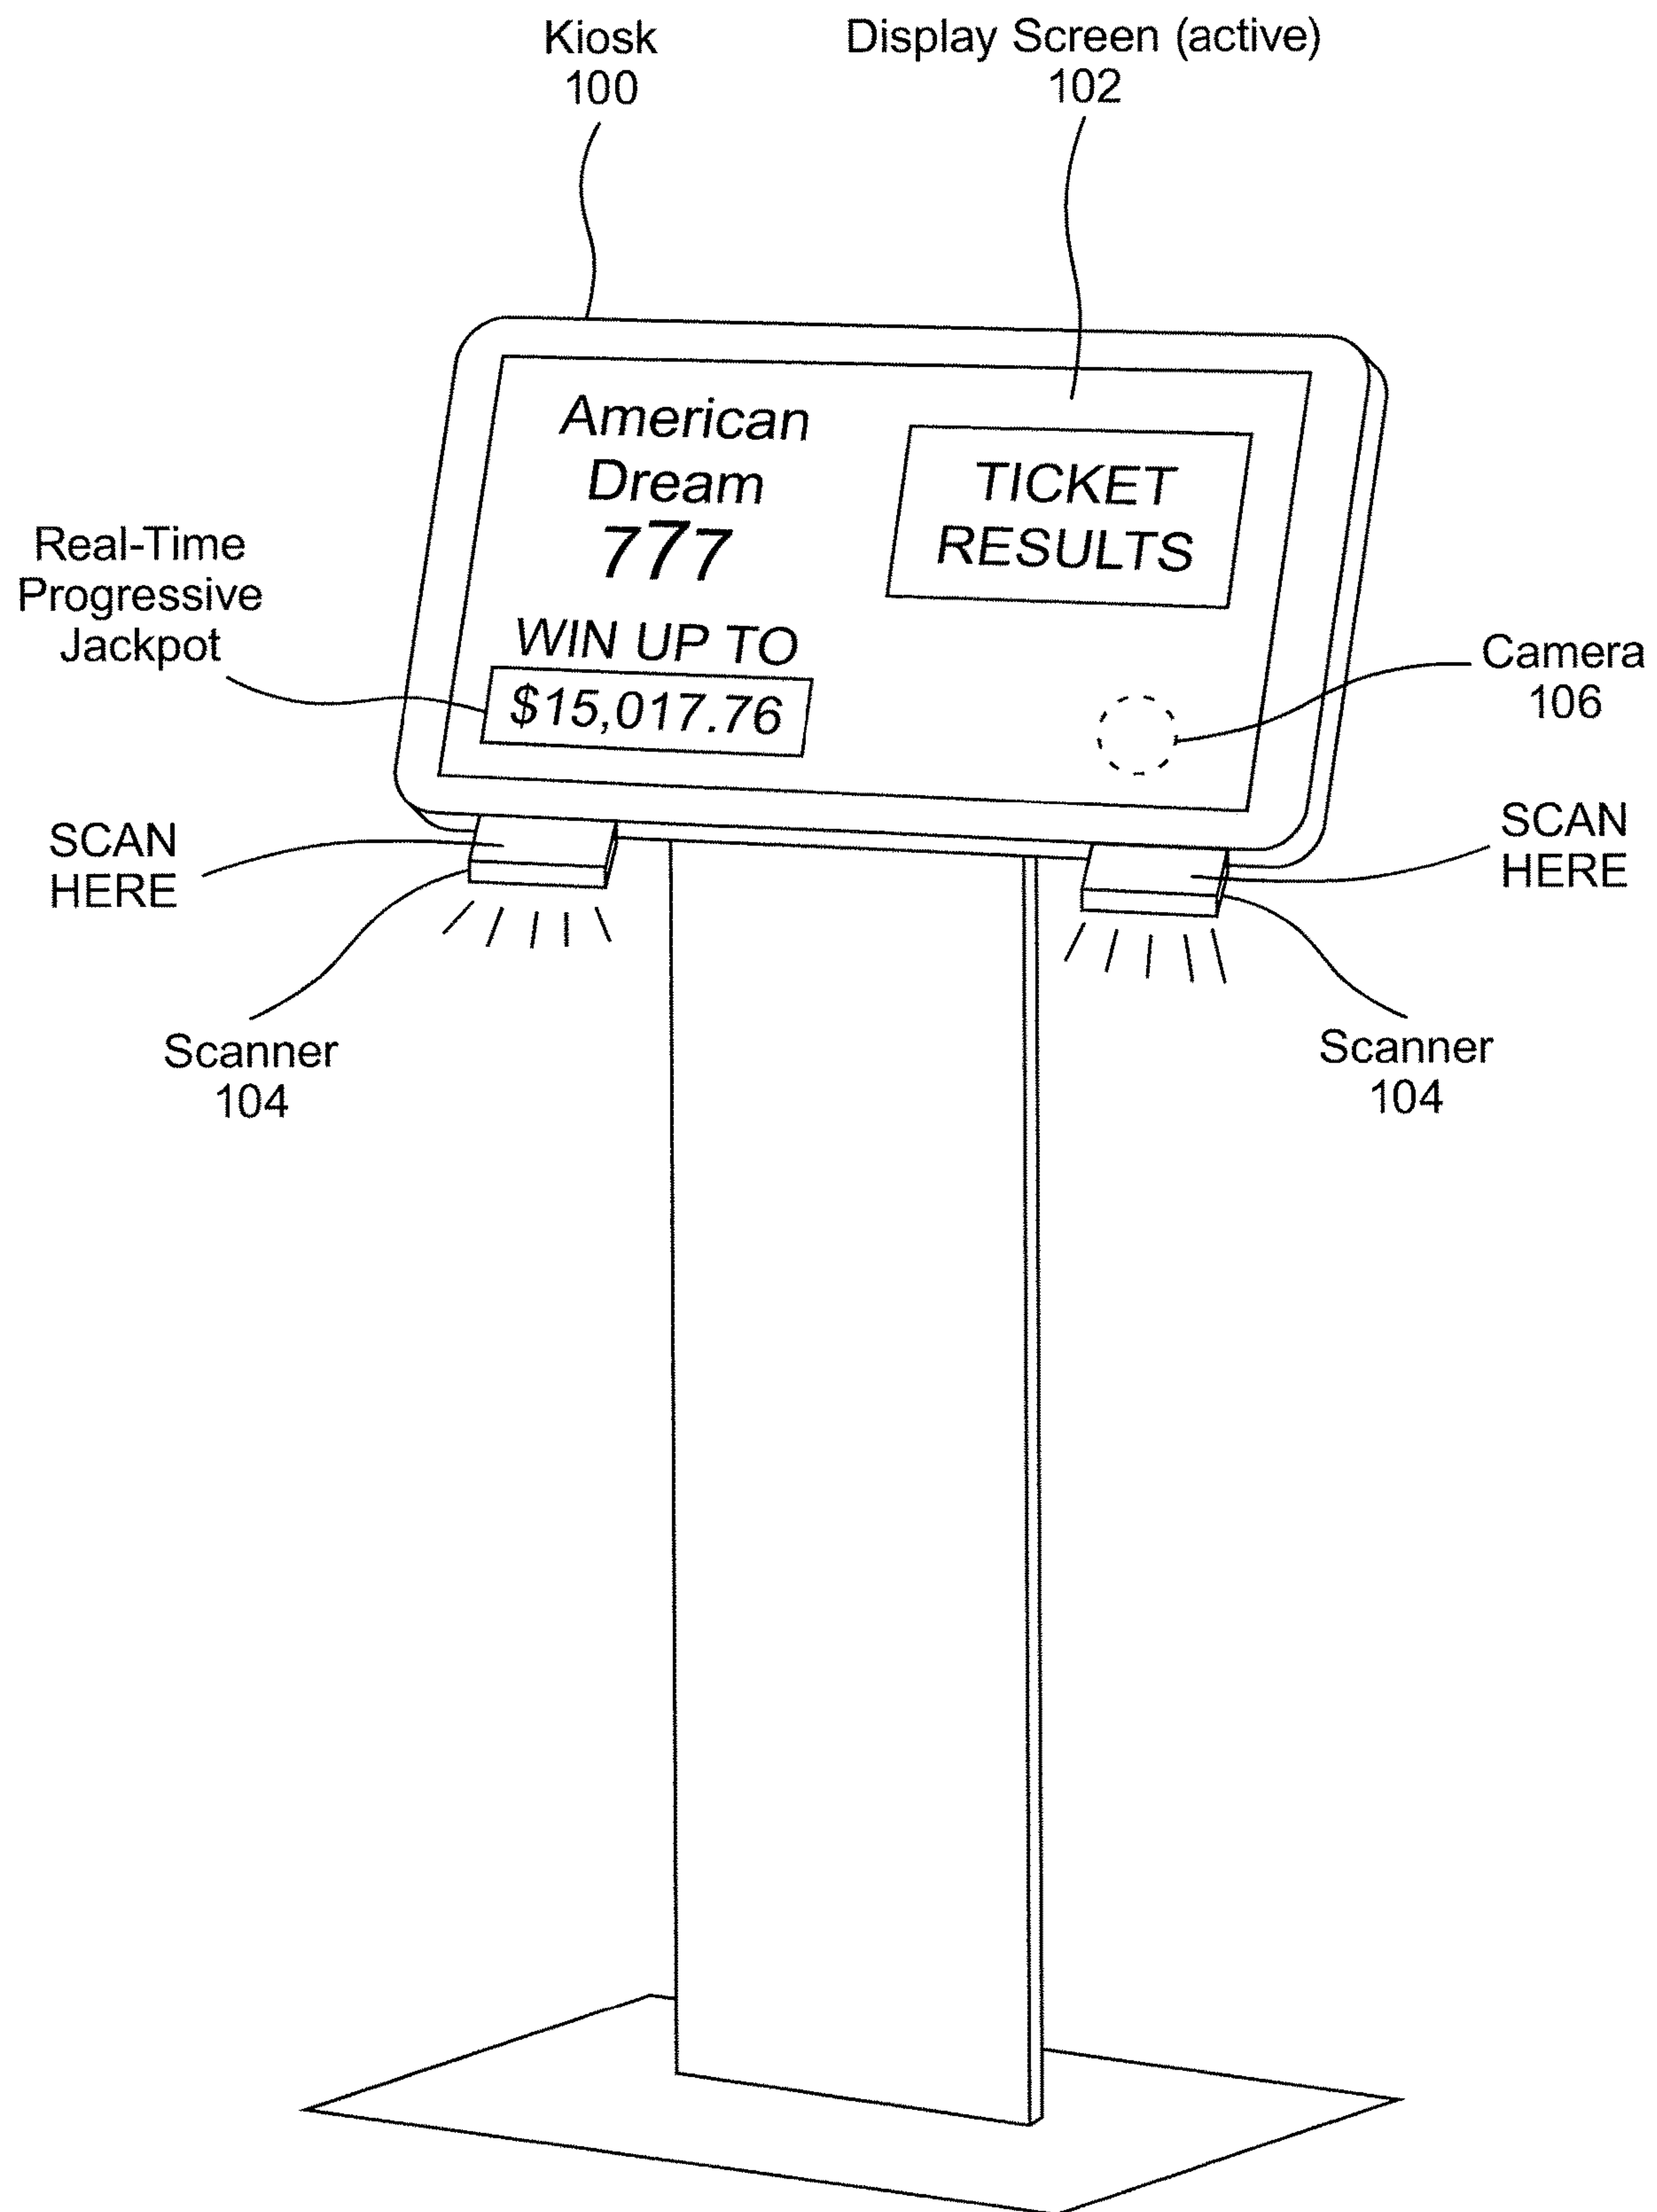 Kiosk
100
Display Screen (active)
102
American
Dream
777
WIN UP TO
$15,017.76
TICKET
RESULTS
Real-Time
Progressive
Jackpot
Camera
106
SCAN
HERE
SCAN
HERE
Scanner
104
Scanner
104